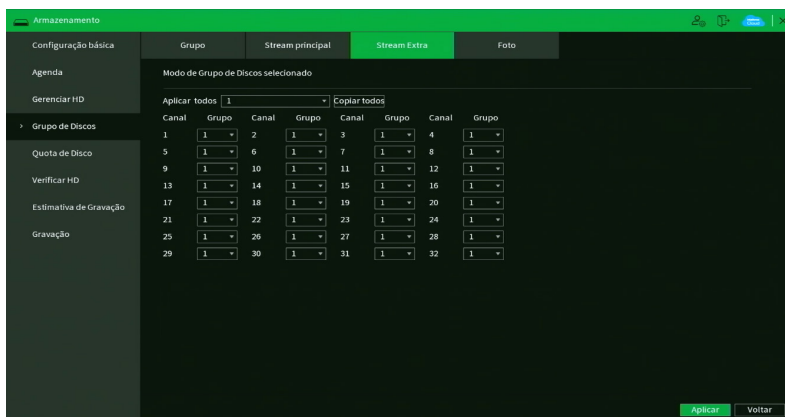 Armazenamento
Configuração básica
Agenda
Gerenciar HD
> Grupo de Discos
Quota de Disco
Verificar HD
Estimativa de Gravação
Gravação
Grupo Stream principal Stream Extra Foto
Modo de Grupo de Discos selecionado
Aplicar todos 1 Copiar todos
Canal Grupo Canal Grupo Canal Grupo Canal Grupo
1 1 2 1 3 1 4 1
5 1 6 1 7 1 8 1
9 1 10 1 11 1 12 1
13 1 14 1 15 1 16 1
17 1 18 1 19 1 20 1
21 1 22 1 23 1 24 1
25 1 26 1 27 1 28 1
29 1 30 1 31 1 32 1
Aplicar Voltar